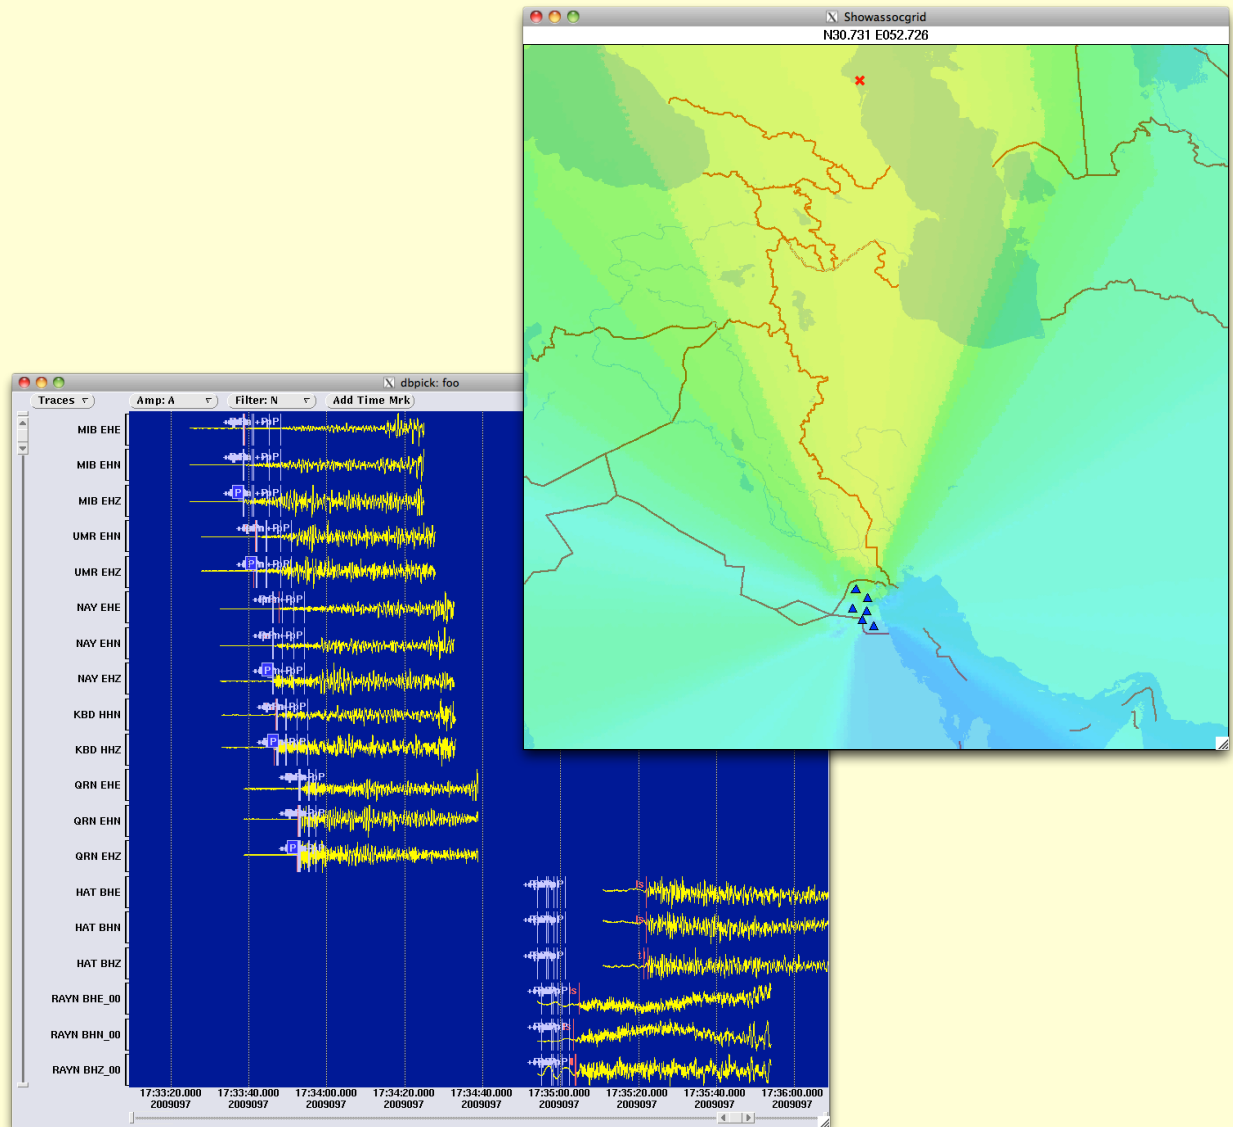 Showassocgrid
N30.731 E052.726
dbpick: foo
Traces
Amp: A
Filter: N
Add Time Mrk
MIB EHE
MIB EHN
MIB EHZ
P
UMR EHN
UMR EHZ
P
NAY EHE
NAY EHN
NAY EHZ
P
KBD HHN
KBD HHZ
P
QRN EHE
QRN EHN
QRN EHZ
P
HAT BHE
HAT BHN
HAT BHZ
RAYN BHE_00
RAYN BHN_00
RAYN BHZ_00
17:33:20.000 17:33:40.000 17:34:00.000 17:34:20.000 17:34:40.000 17:35:00.000 17:35:20.000 17:35:40.000 17:36:00.000
2009097 2009097 2009097 2009097 2009097 2009097 2009097 2009097 2009097